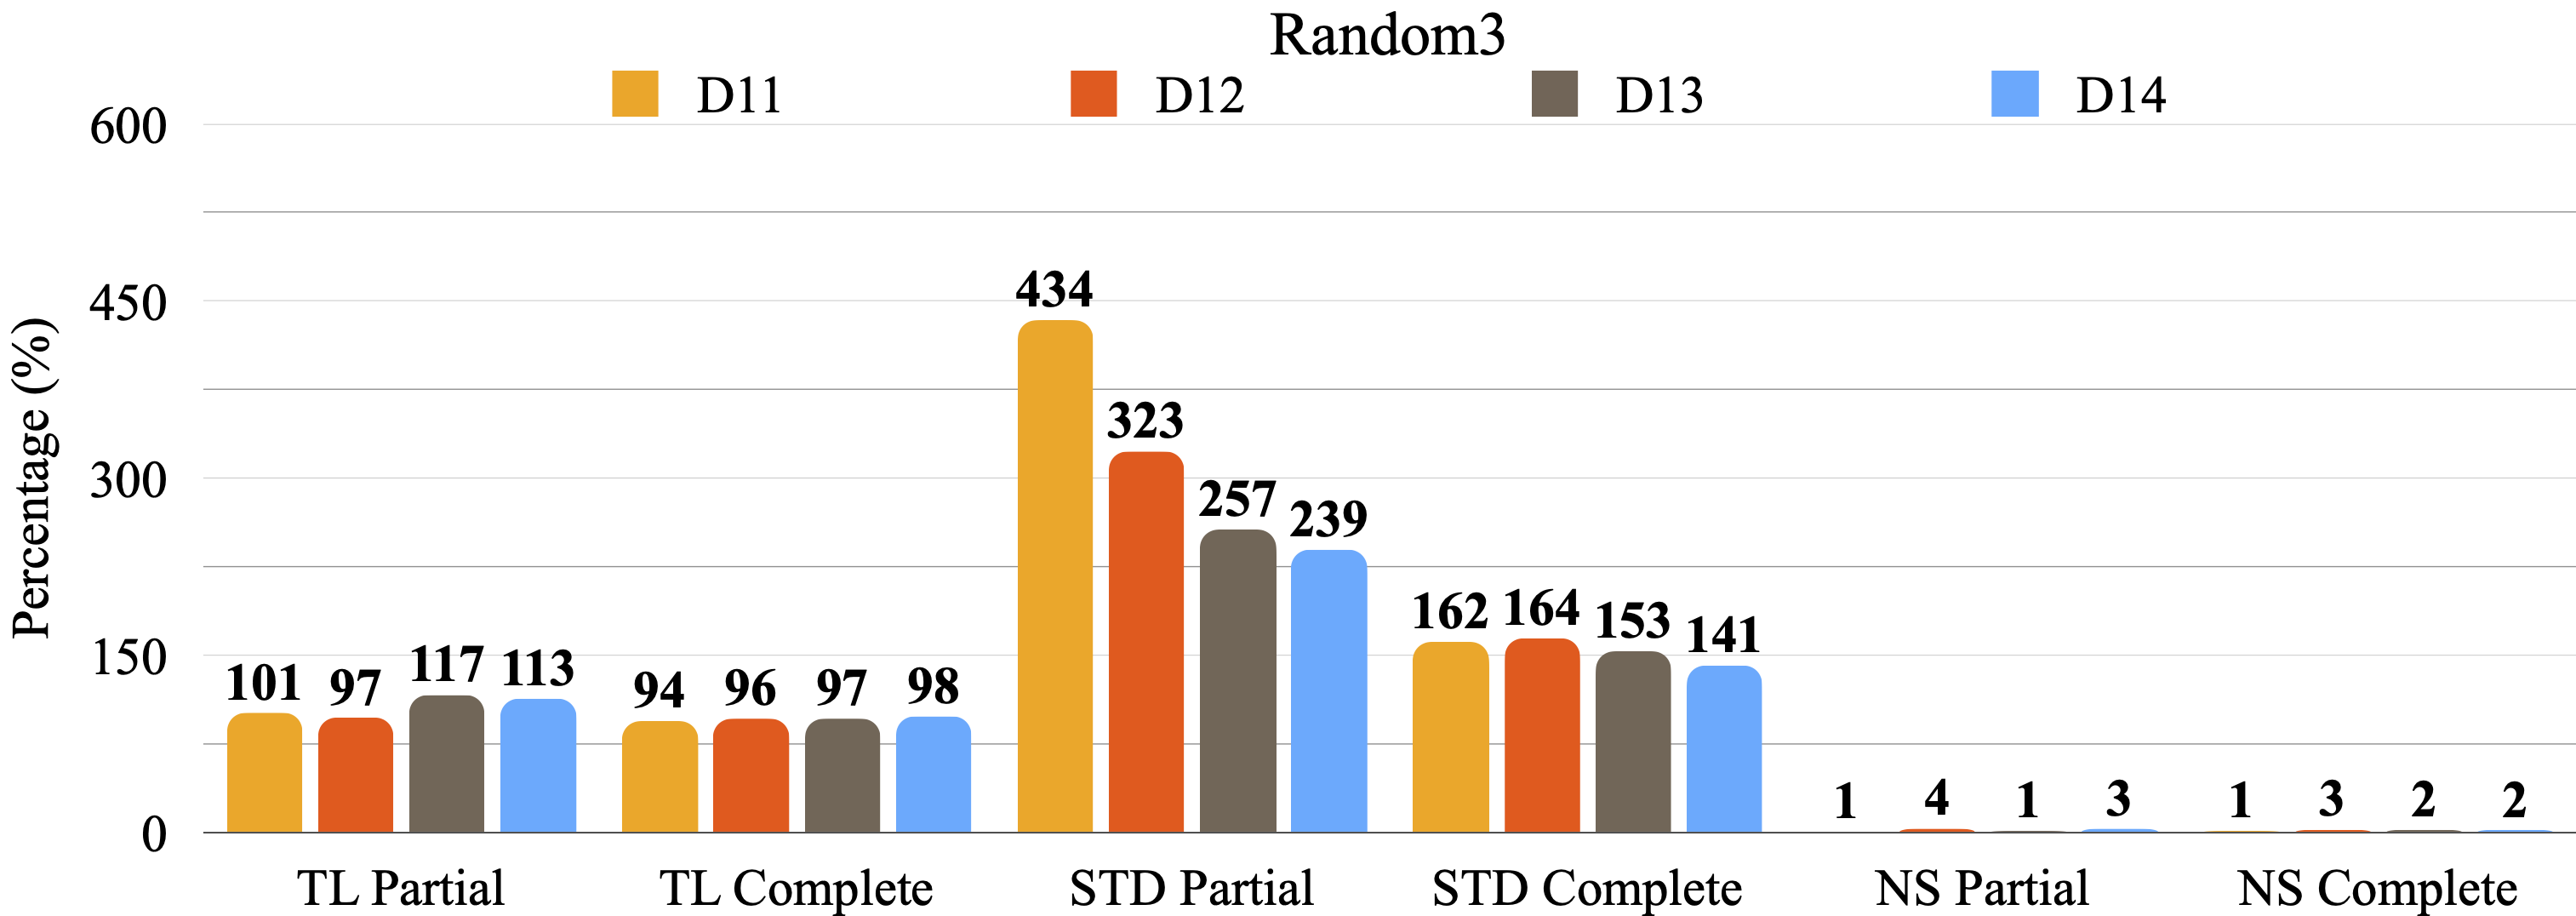 Random3
D11 D12 D13 D14
Percentage (%)
600
450
300
150
0
434
323
257
239
162 164 153 141
101 97 117 113
94 96 97 98
1 4 1 3
1 3 2 2
TL Partial TL Complete STD Partial STD Complete NS Partial NS Complete